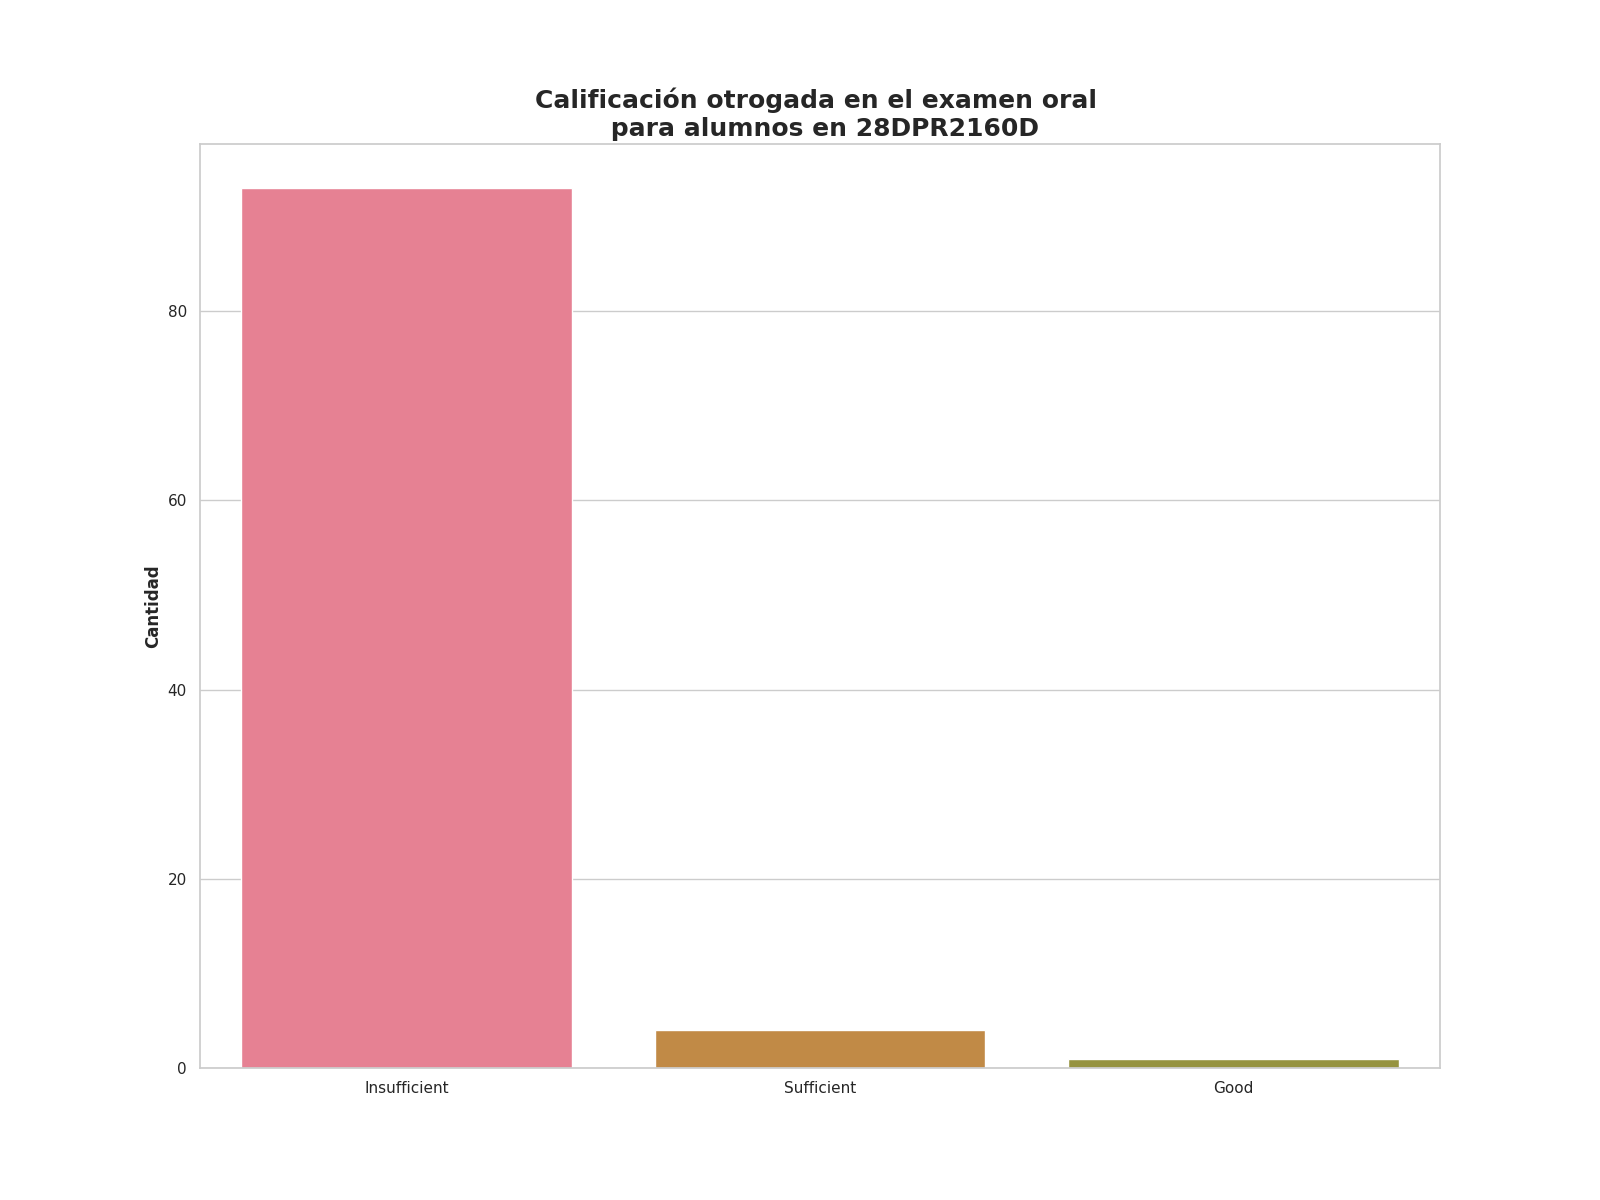 Calificación otrogada en el examen oral
para alumnos en 28DPR2160D
Cantidad
80
60
40
20
0
Insufficient
Sufficient
Good